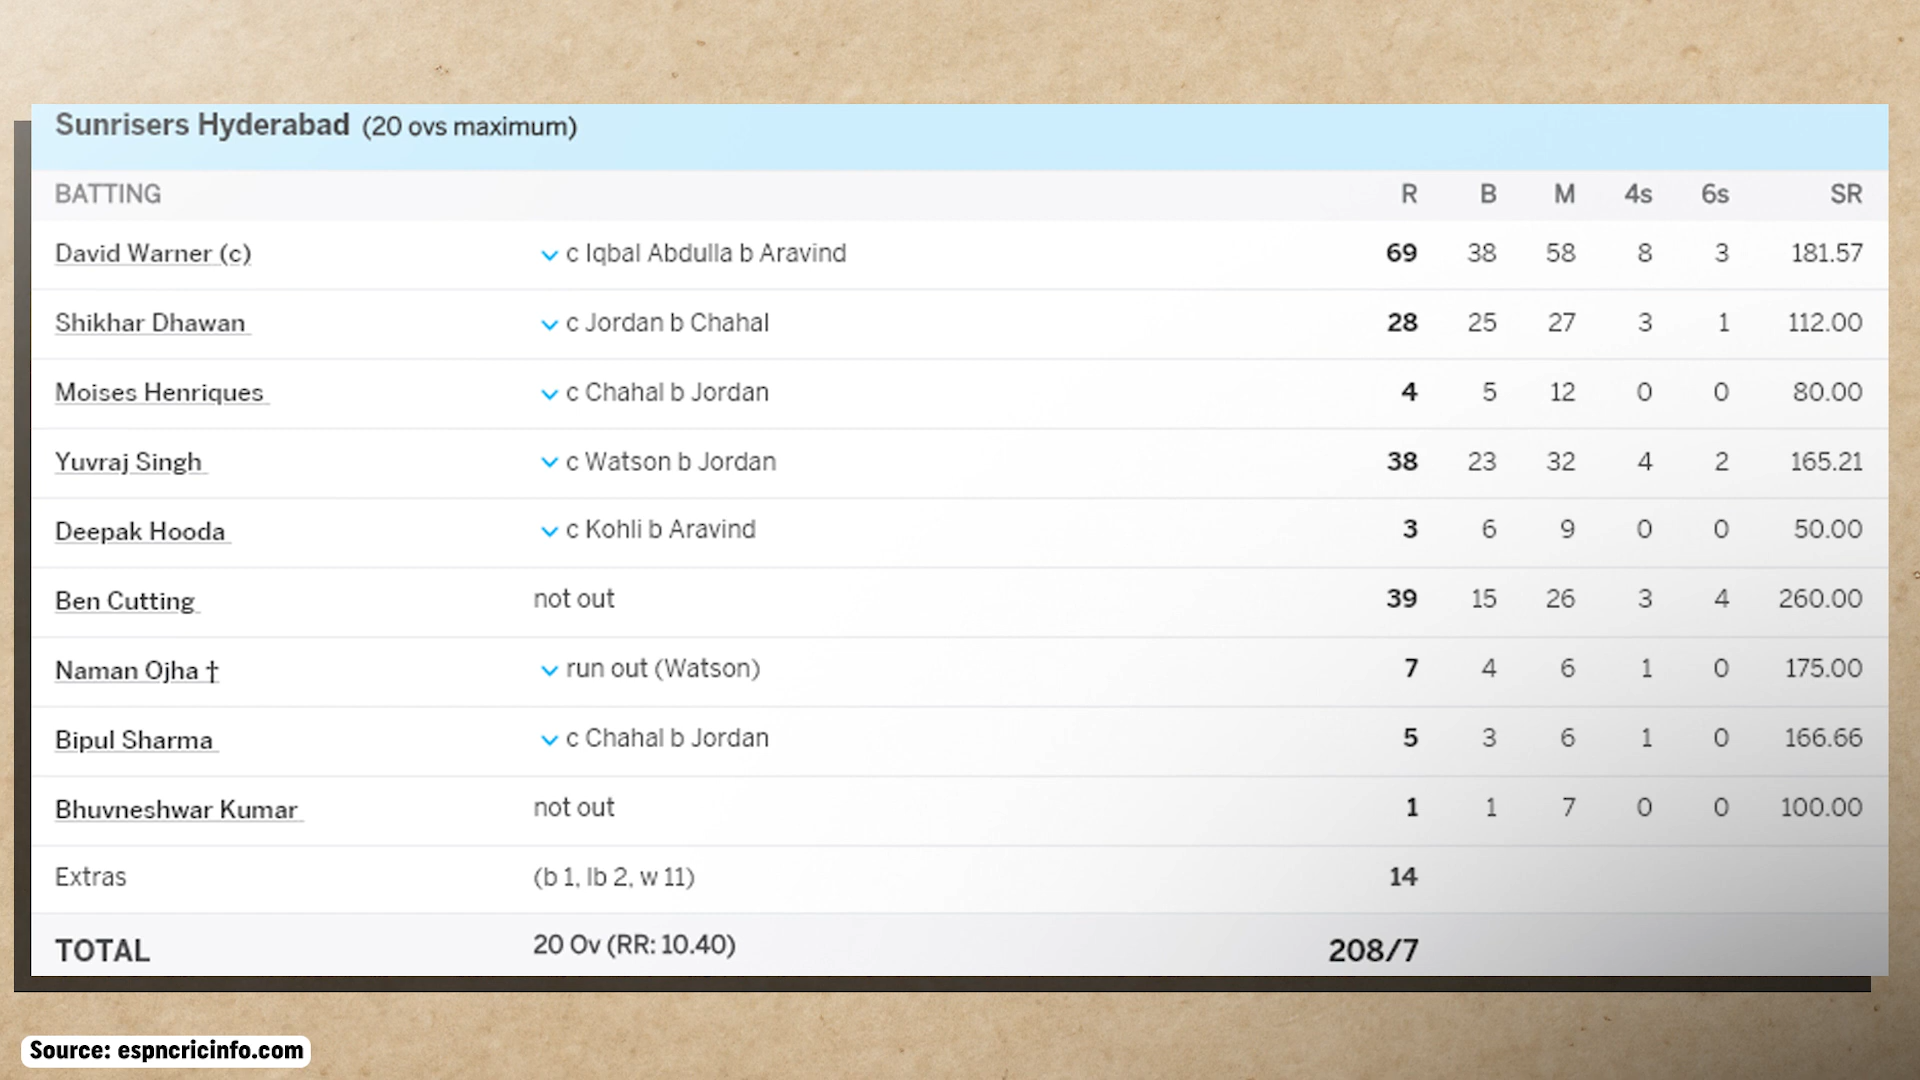 Sunrisers Hyderabad (20 ovs maximum)
BATTING R B M 4s 6s SR
David Warner (c) c Iqbal Abdulla b Aravind 69 38 58 8 3 181.57
Shikhar Dhawan c Jordan b Chahal 28 25 27 3 1 112.00
Moises Henriques c Chahal b Jordan 4 5 12 0 0 80.00
Yuvraj Singh c Watson b Jordan 38 23 32 4 2 165.21
Deepak Hooda c Kohli b Aravind 3 6 9 0 0 50.00
Ben Cutting not out 39 15 26 3 4 260.00
Naman Ojha † run out (Watson) 7 4 6 1 0 175.00
Bipul Sharma c Chahal b Jordan 5 3 6 1 0 166.66
Bhuvneshwar Kumar not out 1 1 7 0 0 100.00
Extras (b 1, lb 2, w 11) 14
TOTAL 20 Ov (RR: 10.40) 208/7
Source: espncricinfo.com